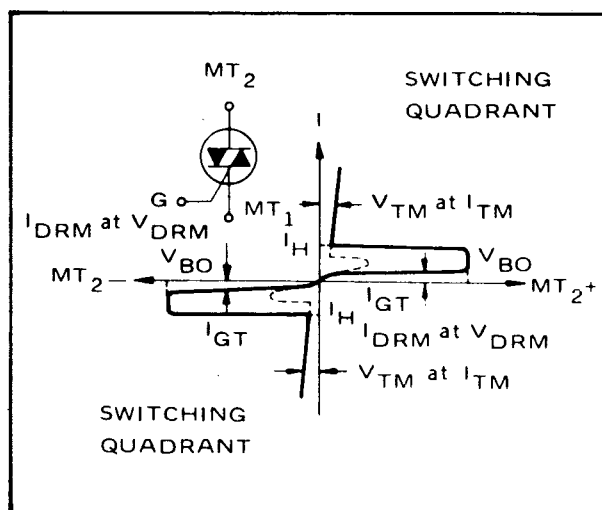 MT2
SWITCHING
QUADRANT
I
G
MT1
VTM at ITM
IDRM at VDRM
IH
VBO
VBO
MT2 −
MT2+
IGT
IH
IDRM at VDRM
IGT
VTM at ITM
SWITCHING
QUADRANT